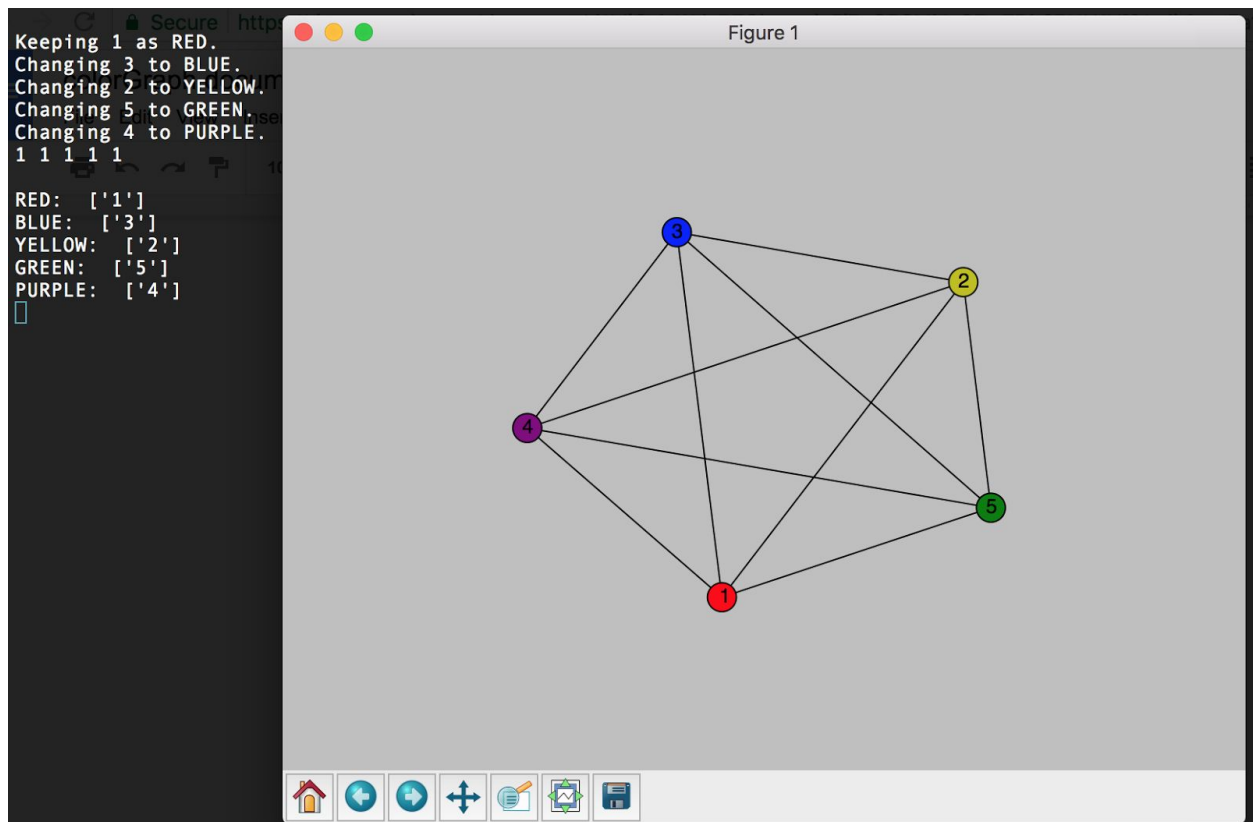 Secure https
Keeping 1 as RED.
Changing 3 to BLUE.
Changing 2 to YELLOW.
Changing 5 to GREEN.
Changing 4 to PURPLE.
1 1 1 1 1
RED: ['1']
BLUE: ['3']
YELLOW: ['2']
GREEN: ['5']
PURPLE: ['4']
Figure 1
3
2
4
5
1